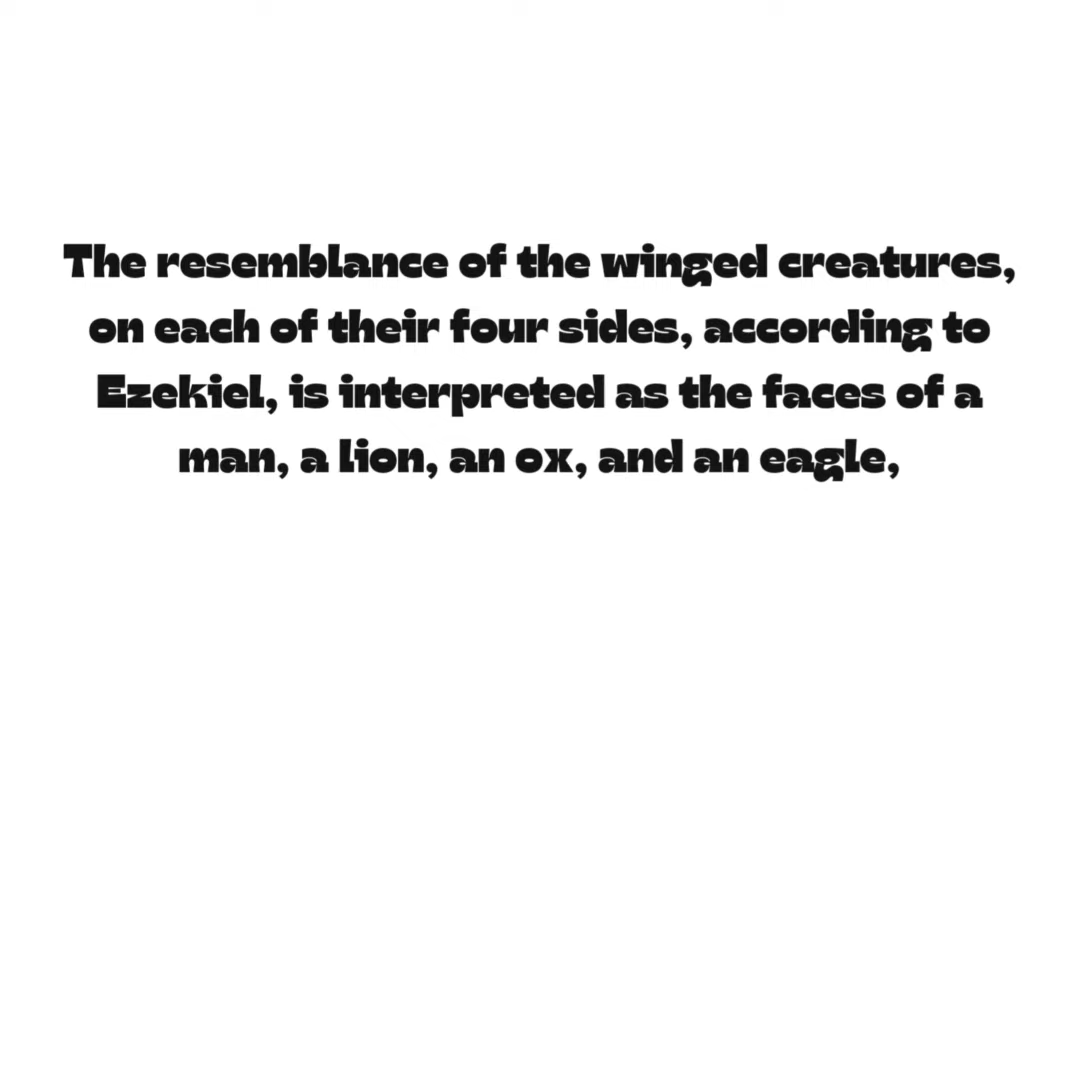 The resemblance of the winged creatures,
on each of their four sides, according to
Ezekiel, is interpreted as the faces of a
man, a lion, an ox, and an eagle,